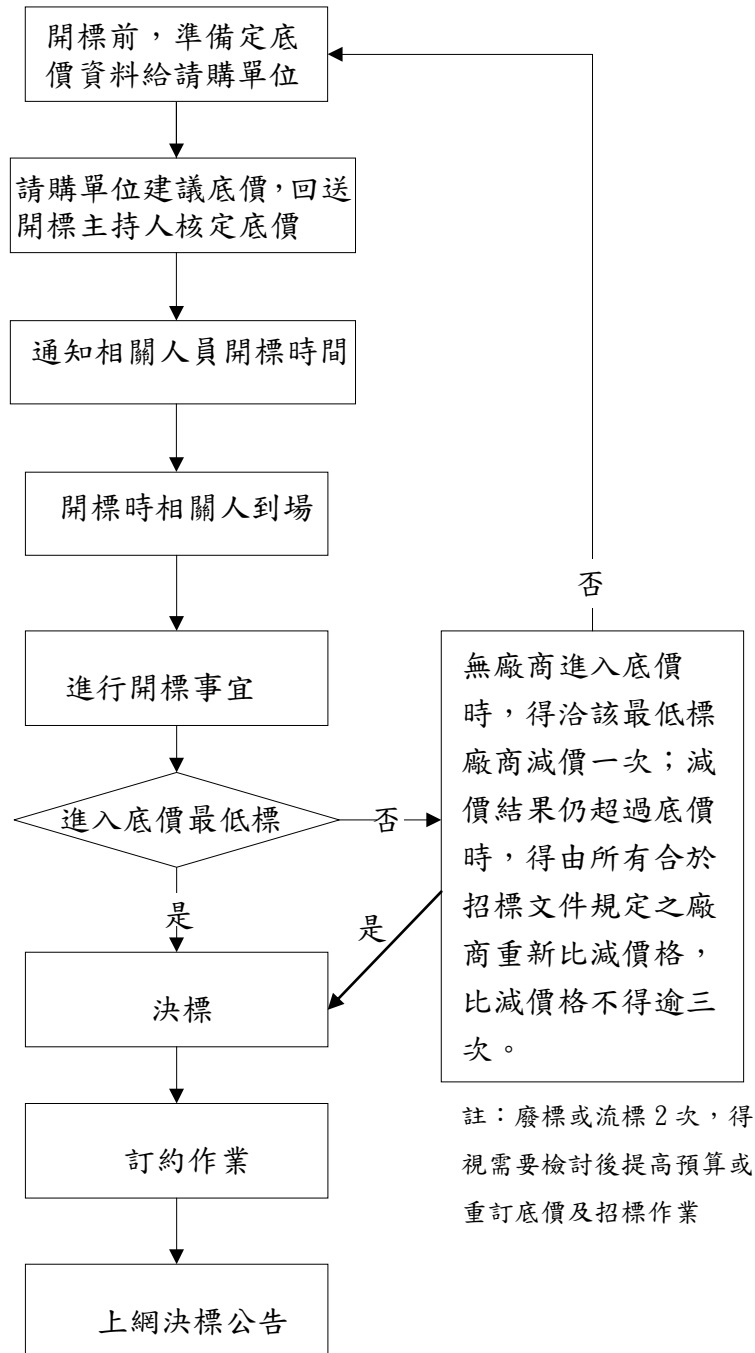 開標前，準備定底
價資料給請購單位
請購單位建議底價，回送
開標主持人核定底價
通知相關人員開標時間
開標時相關人到場
進行開標事宜
進入底價最低標
否
是
決標
訂約作業
上網決標公告
否
無廠商進入底價
時，得洽該最低標
廠商減價一次；減
價結果仍超過底價
時，得由所有合於
招標文件規定之廠
商重新比減價格，
比減價格不得逾三
次。
是
註：廢標或流標2次，得
視需要檢討後提高預算或
重訂底價及招標作業